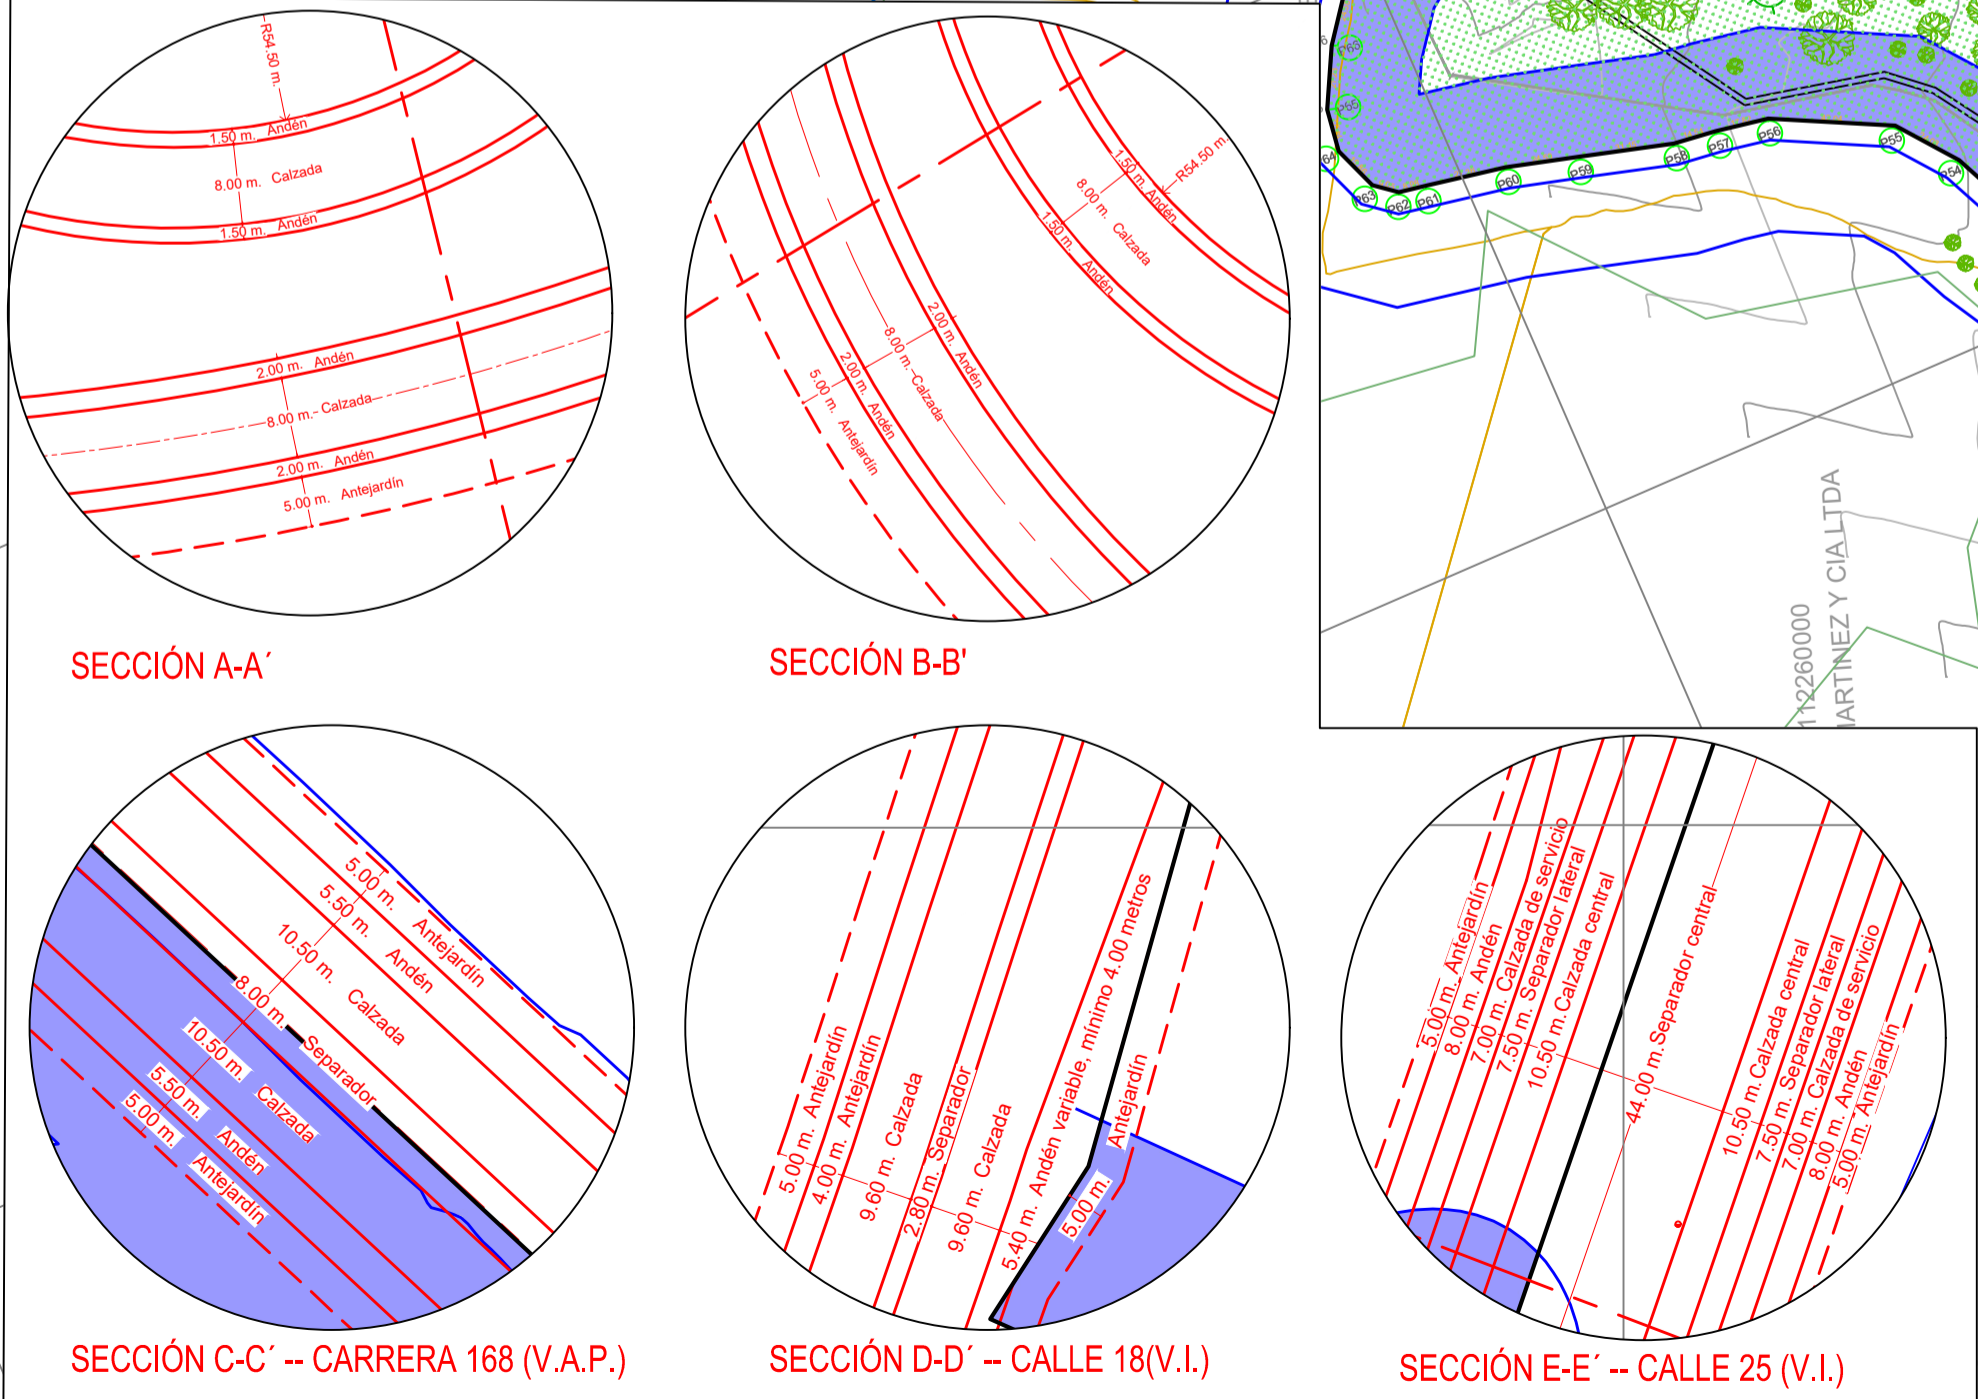 R54.50 m.
1.50 m. Andén
8.00 m. Calzada
1.50 m. Andén
2.00 m. Andén
8.00 m. Calzada
2.00 m. Andén
5.00 m. Antejardín
SECCIÓN A-A´
R54.50 m.
1.50 m. Andén
8.00 m. Calzada
1.50 m. Andén
2.00 m. Andén
8.00 m. Calzada
2.00 m. Andén
5.00 m. Antejardín
SECCIÓN B-B'
P55
P64
P63
P62
P61
P60
P59
P58
P57
P56
P55
P54
112260000
MARTINEZ Y CIA LTDA
5.00 m. Antejardín
5.50 m. Andén
10.50 m. Calzada
8.00 m. Separador
10.50 m. Calzada
5.50 m. Andén
5.00 m. Antejardín
SECCIÓN C-C´ -- CARRERA 168 (V.A.P.)
5.00 m. Antejardín
4.00 m. Antejardín
9.60 m. Calzada
2.80 m. Separador
9.60 m. Calzada
5.40 m. Andén variable, mínimo 4.00 metros
5.00 m. Antejardín
SECCIÓN D-D´ -- CALLE 18(V.I.)
5.00 m. Antejardín
8.00 m. Andén
7.00 m. Calzada de servicio
7.50 m. Separador lateral
10.50 m. Calzada central
44.00 m. Separador central
10.50 m. Calzada central
7.50 m. Separador lateral
7.00 m. Calzada de servicio
8.00 m. Andén
5.00 m. Antejardín
SECCIÓN E-E´ -- CALLE 25 (V.I.)